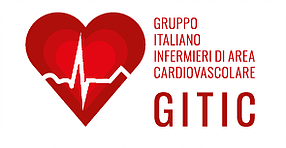 GRUPPO
ITALIANO
INFERMIERI DI AREA
CARDIOVASCOLARE
GITIC